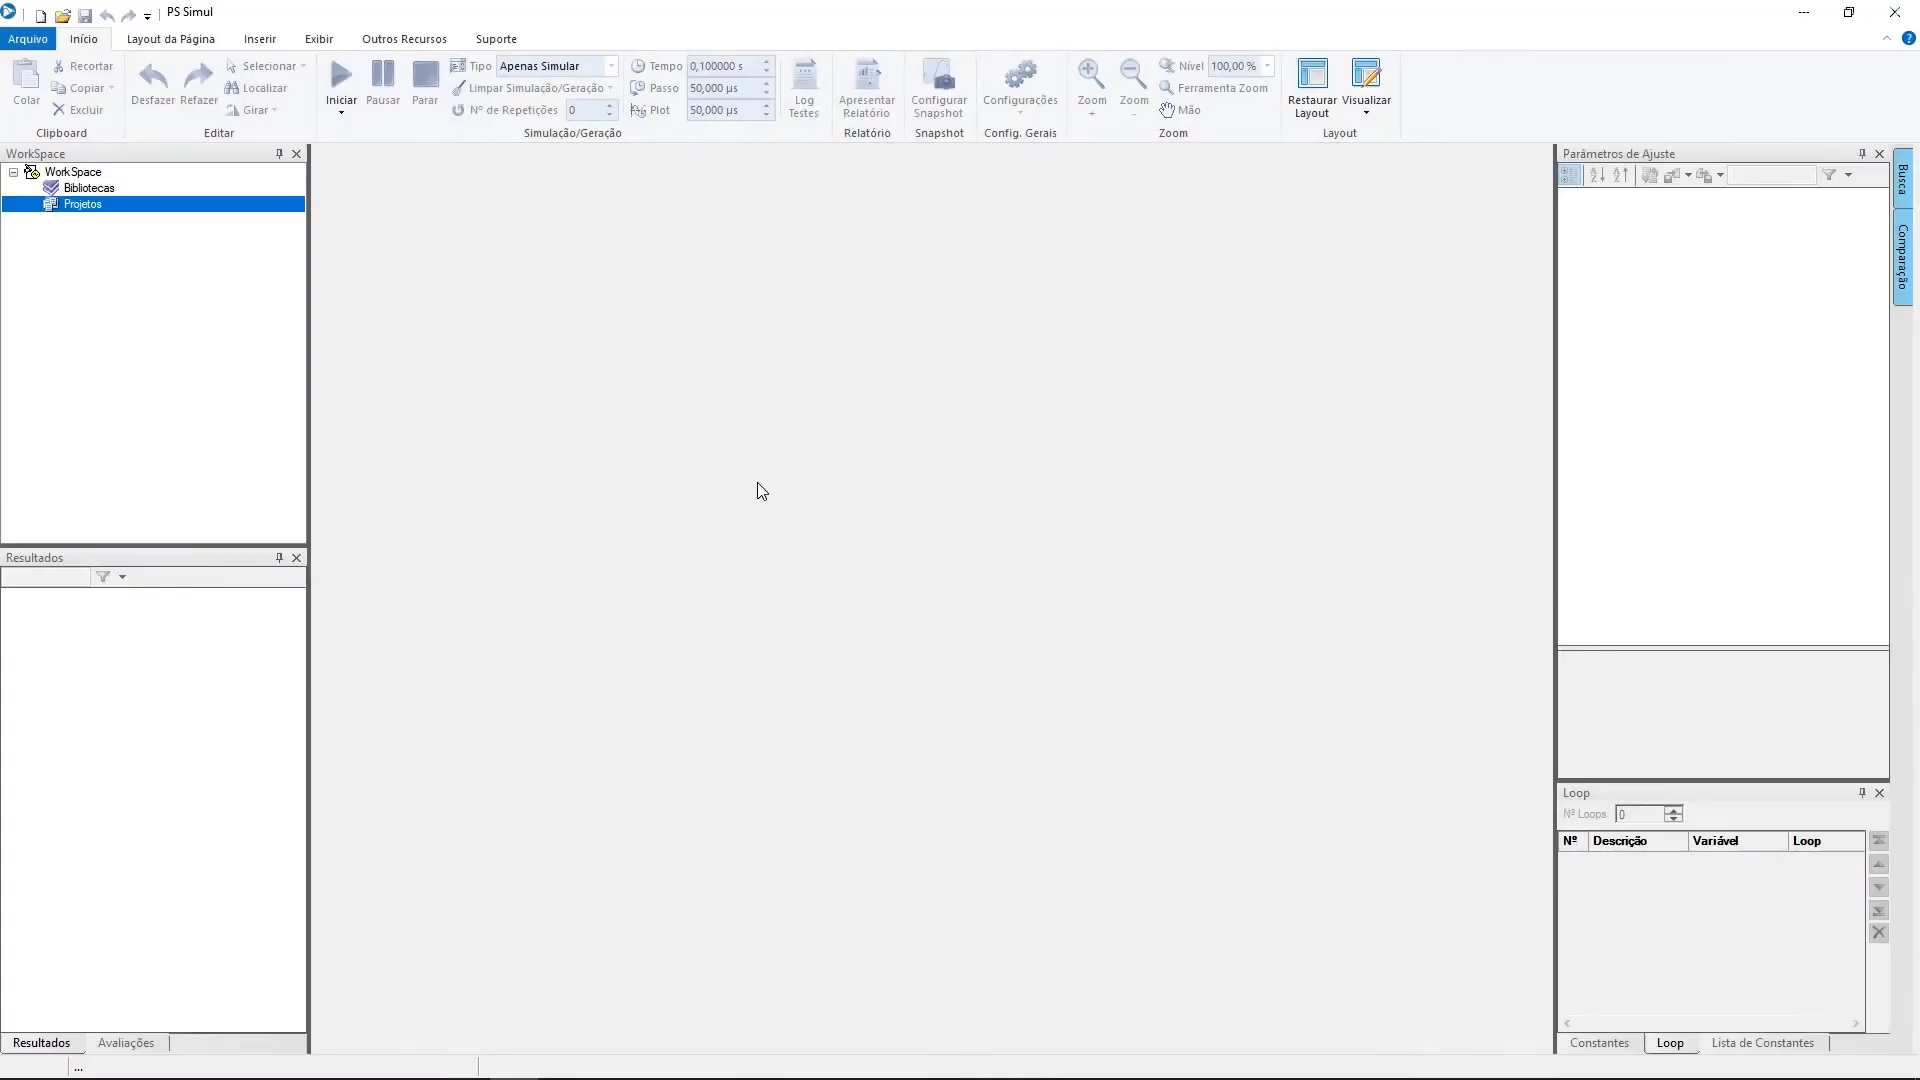 PS Simul
Arquivo Início Layout da Página Inserir Exibir Outros Recursos Suporte
Colar
Recortar
Copiar
Excluir
Clipboard
Desfazer Refazer
Selecionar
Localizar
Girar
Editar
Iniciar Pausar Parar
Tipo Apenas Simular
Limpar Simulação/Geração
Nº de Repetições 0
Tempo 0,100000 s
Passo 50,000 µs
Plot 50,000 µs
Simulação/Geração
Log
Testes
Apresentar
Relatório
Relatório
Configurar
Snapshot
Snapshot
Configurações
Config. Gerais
Zoom
+
Zoom
-
Nível 100,00 %
Ferramenta Zoom
Mão
Zoom
Restaurar
Layout
Visualizar
Layout
WorkSpace
WorkSpace
Bibliotecas
Projetos
Resultados
Resultados Avaliações
...
Parâmetros de Ajuste
Busca
Comparação
Loop
Nº Loops 0
Nº Descrição Variável Loop
Constantes Loop Lista de Constantes